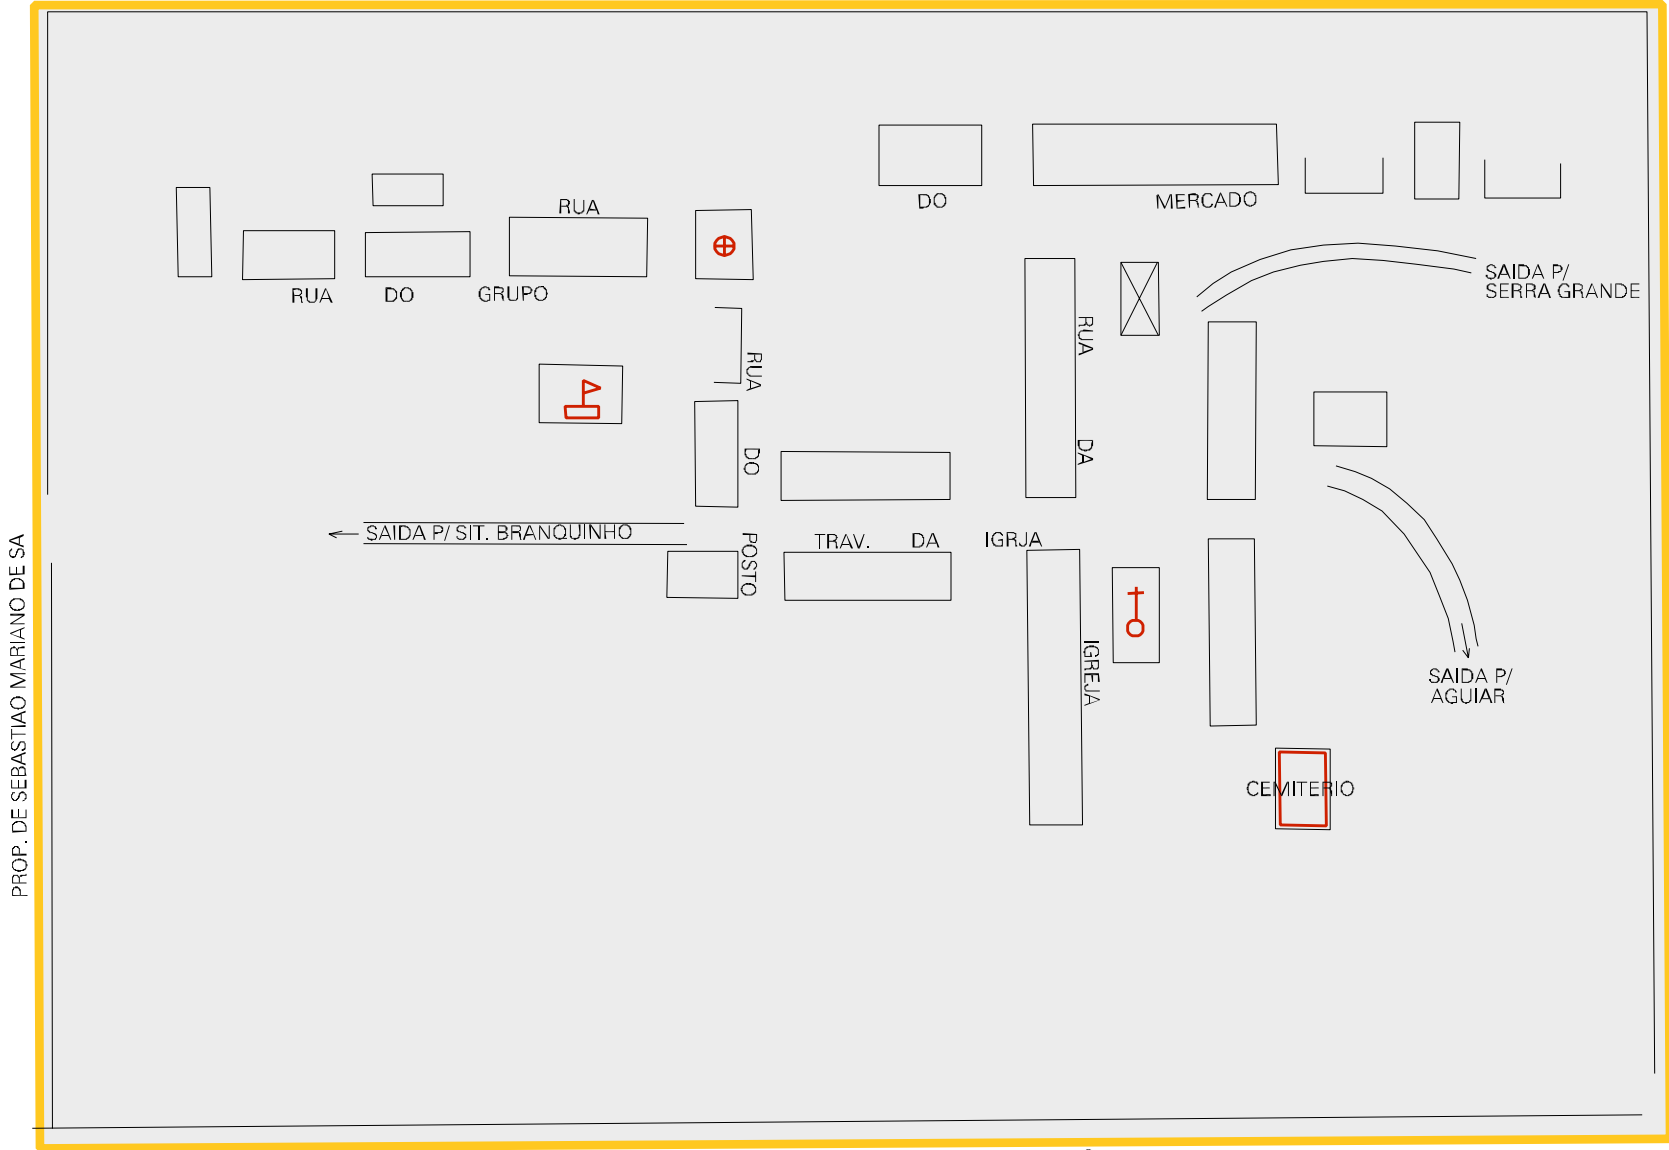 RUA
DO
MERCADO
RUA
DO
GRUPO
SAIDA P/
SERRA GRANDE
RUA
DO
POSTO
RUA
DA
IGREJA
SAIDA P/ SIT. BRANQUINHO
TRAV.
DA
IGRJA
SAIDA P/
AGUIAR
CEMITERIO
PROP. DE SEBASTIAO MARIANO DE SA